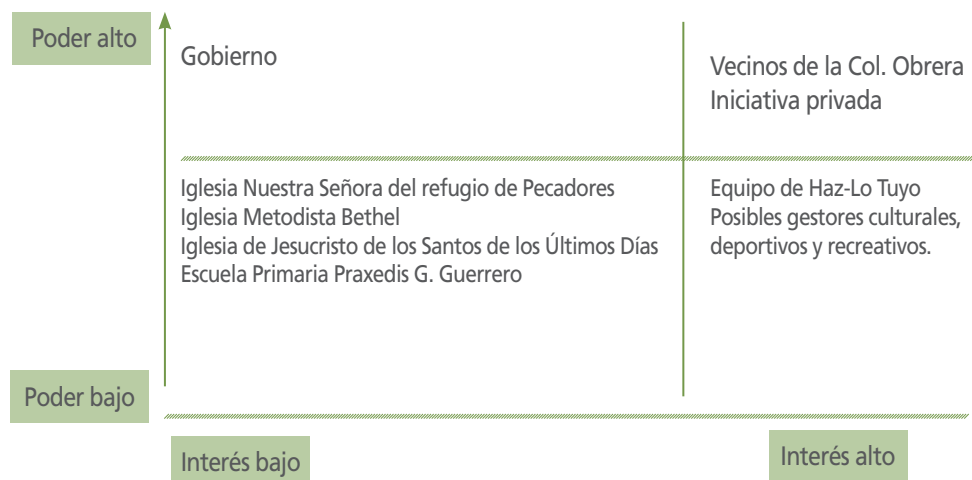 Poder alto
Gobierno
Vecinos de la Col. Obrera
Iniciativa privada
Iglesia Nuestra Señora del refugio de Pecadores
Iglesia Metodista Bethel
Iglesia de Jesucristo de los Santos de los Últimos Días
Escuela Primaria Praxedis G. Guerrero
Equipo de Haz-Lo Tuyo
Posibles gestores culturales,
deportivos y recreativos.
Poder bajo
Interés bajo
Interés alto